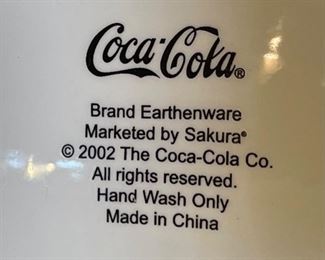 Coca-Cola®
Brand Earthenware
Marketed by Sakura®
© 2002 The Coca-Cola Co.
All rights reserved.
Hand Wash Only
Made in China